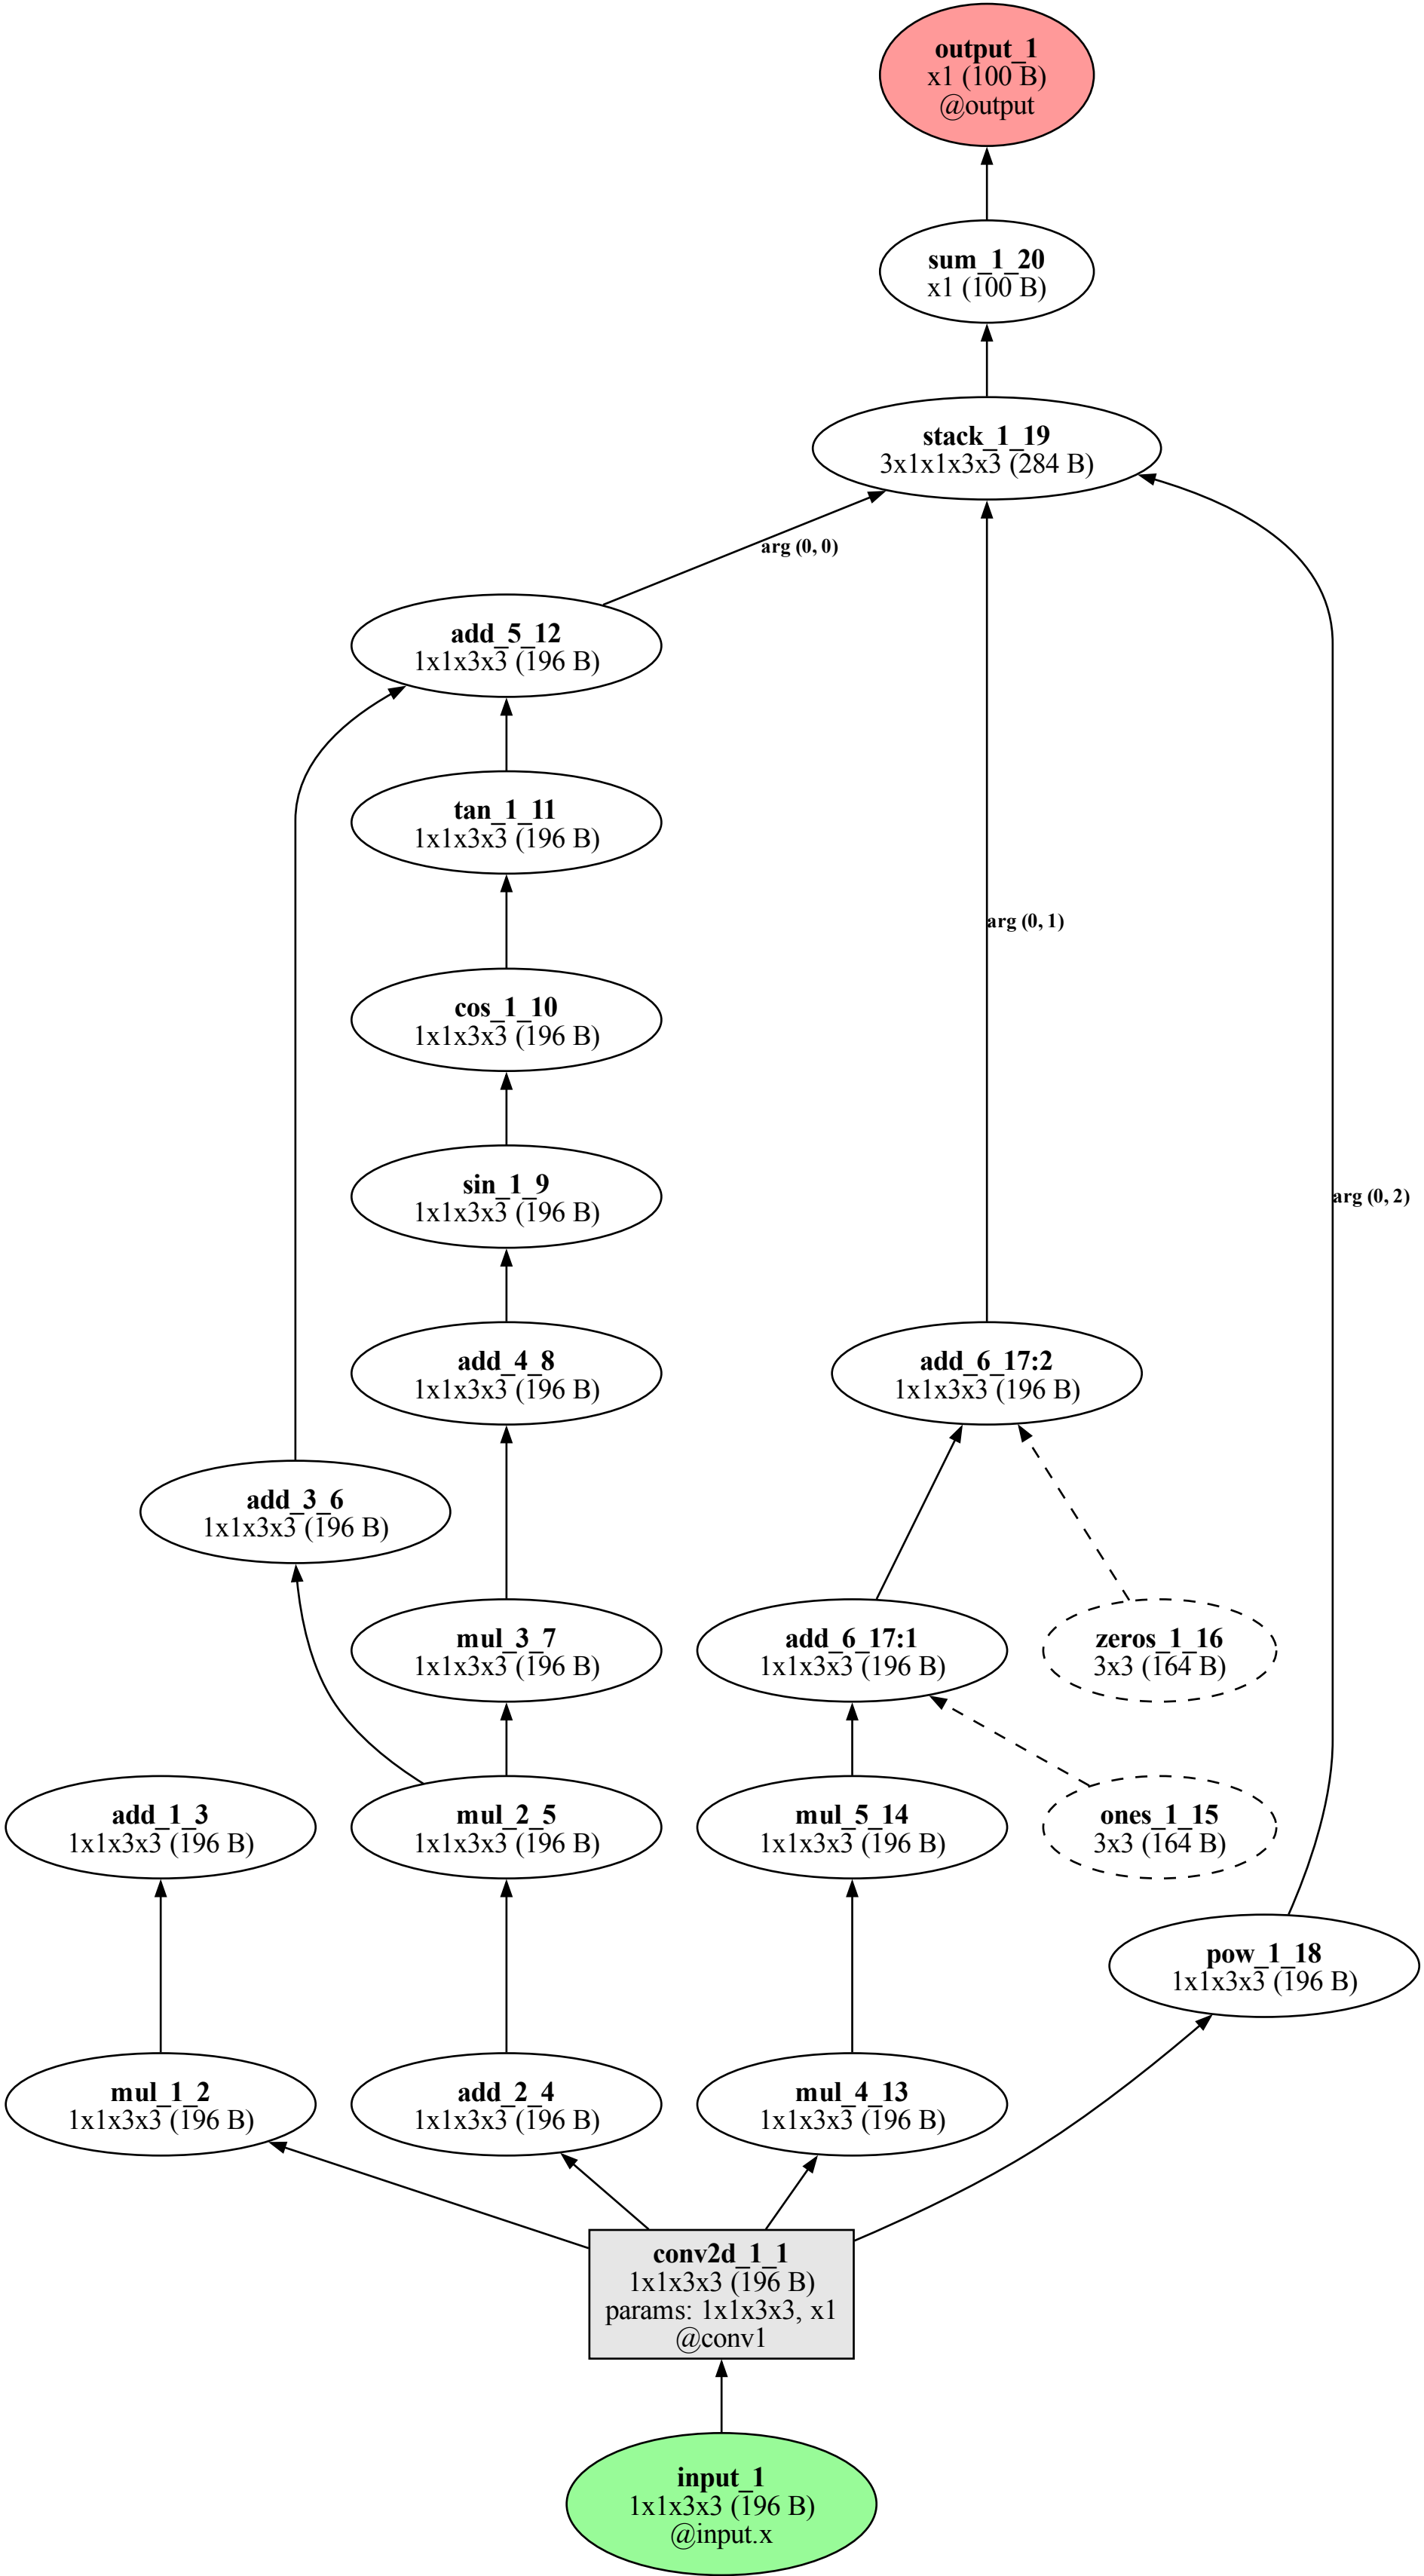 output_1
x1 (100 B)
@output
sum_1_20
x1 (100 B)
stack_1_19
3x1x1x3x3 (284 B)
arg (0, 0)
add_5_12
1x1x3x3 (196 B)
tan_1_11
1x1x3x3 (196 B)
arg (0, 1)
cos_1_10
1x1x3x3 (196 B)
sin_1_9
1x1x3x3 (196 B)
arg (0, 2)
add_4_8
1x1x3x3 (196 B)
add_6_17:2
1x1x3x3 (196 B)
add_3_6
1x1x3x3 (196 B)
mul_3_7
1x1x3x3 (196 B)
add_6_17:1
1x1x3x3 (196 B)
zeros_1_16
3x3 (164 B)
add_1_3
1x1x3x3 (196 B)
mul_2_5
1x1x3x3 (196 B)
mul_5_14
1x1x3x3 (196 B)
ones_1_15
3x3 (164 B)
pow_1_18
1x1x3x3 (196 B)
mul_1_2
1x1x3x3 (196 B)
add_2_4
1x1x3x3 (196 B)
mul_4_13
1x1x3x3 (196 B)
conv2d_1_1
1x1x3x3 (196 B)
params: 1x1x3x3, x1
@conv1
input_1
1x1x3x3 (196 B)
@input.x